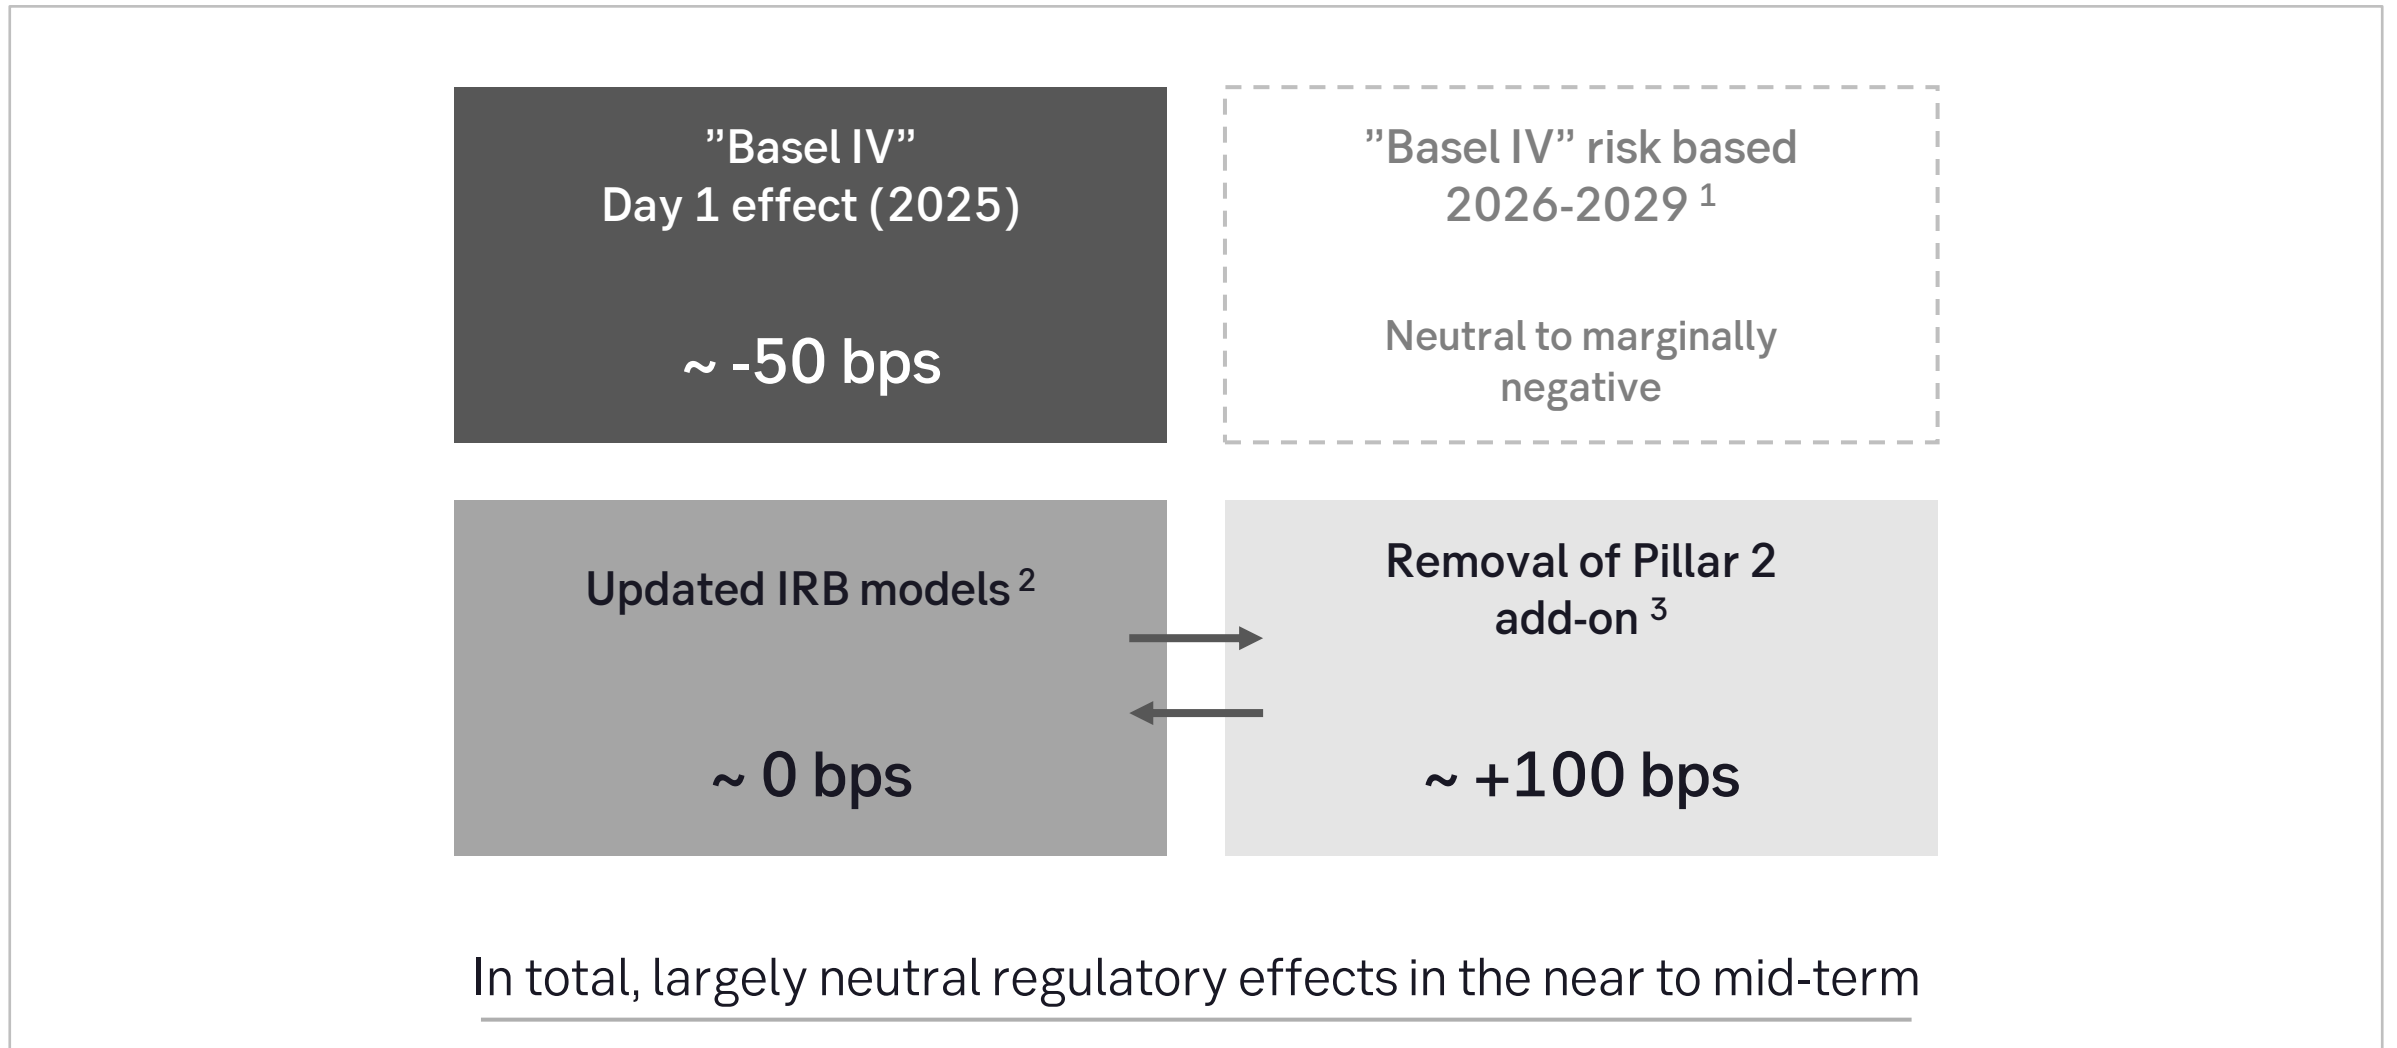 ”Basel IV”
Day 1 effect (2025)
~ -50 bps
”Basel IV” risk based
2026-2029 1
Neutral to marginally
negative
Updated IRB models 2
~ 0 bps
Removal of Pillar 2
add-on 3
~ +100 bps
In total, largely neutral regulatory effects in the near to mid-term